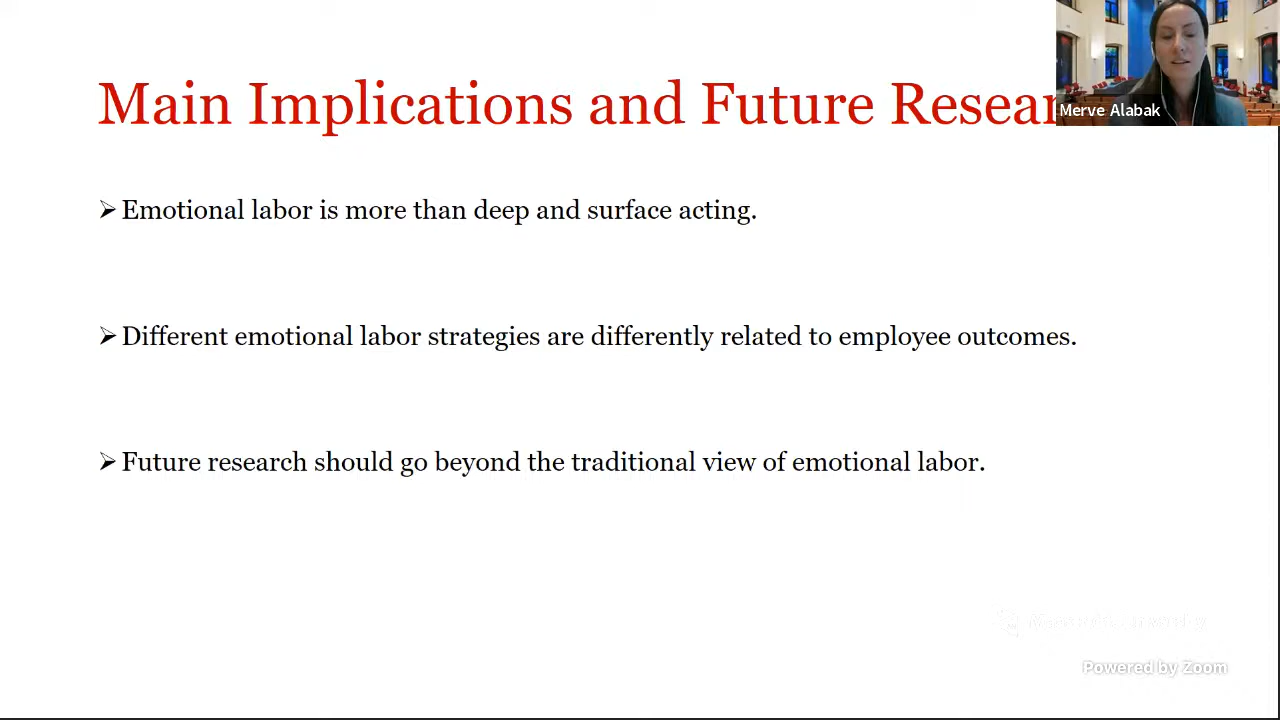 Main Implications and Future Resear
Merve Alabak
➢ Emotional labor is more than deep and surface acting.
➢ Different emotional labor strategies are differently related to employee outcomes.
➢ Future research should go beyond the traditional view of emotional labor.
Powered by Zoom